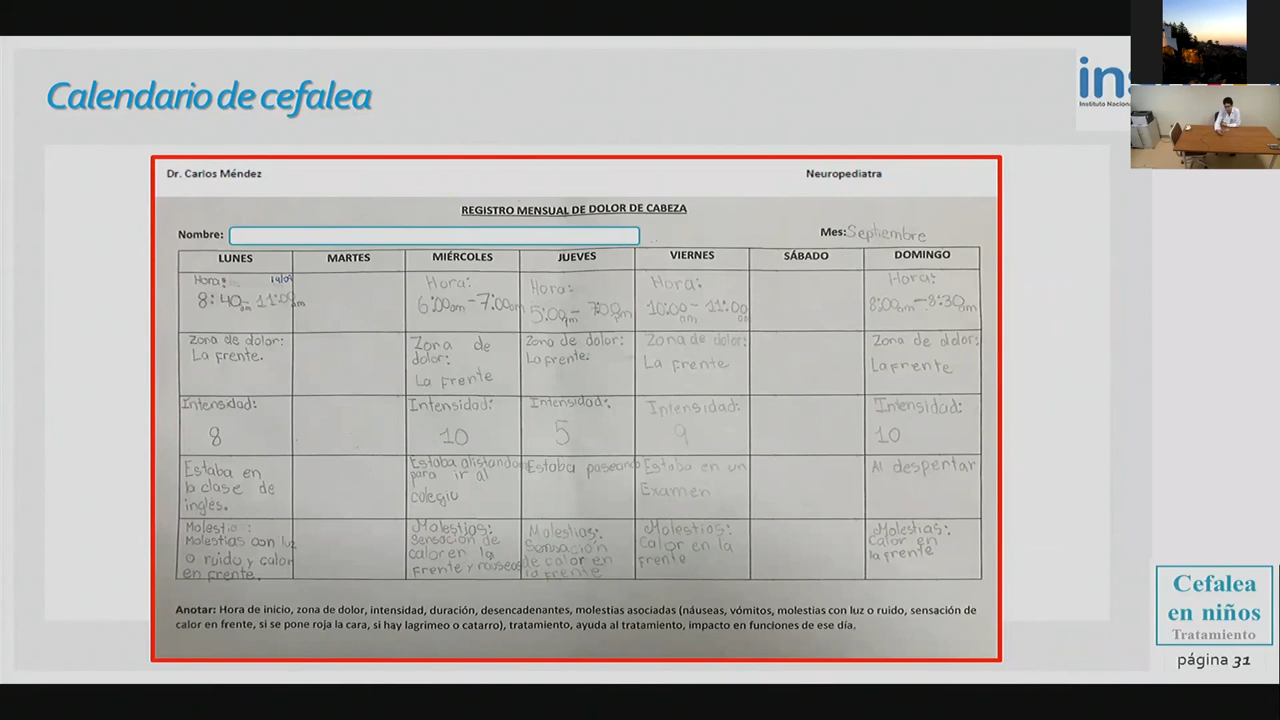 Calendario de cefalea
ins
Instituto Nacional
Dr. Carlos Méndez
Neuropediatra
REGISTRO MENSUAL DE DOLOR DE CABEZA
Nombre:
Mes: Septiembre
LUNES MARTES MIÉRCOLES JUEVES VIERNES SÁBADO DOMINGO
Hora:
8:40am-11:00am
Hora:
6:00am-7:00am
Hora:
5:00pm- 7:00pm
Hora:
10:00am- 11:00am
Hora:
8:00am-8:30am
Zona de dolor:
La frente.
Zona de
dolor:
La frente
Zona de dolor:
La frente.
Zona de dolor:
La frente
Zona de dolor:
La frente
Intensidad:
8
Intensidad:
10
Intensidad:
5
Intensidad:
9
Intensidad:
10
Estaba en
la clase de
inglés.
Estaba alistando
para ir al
colegio
Estaba paseando
Estaba en un
Examen
Al despertar
Molestia:
Molestias con luz
o ruido y calor
en frente.
Molestias:
Sensación de
calor en la
frente y náuseas
Molestias:
Sensación
de calor en
la frente
Molestias:
Calor en la
frente
Molestias:
Calor en
la frente
Anotar: Hora de inicio, zona de dolor, intensidad, duración, desencadenantes, molestias asociadas (náuseas, vómitos, molestias con luz o ruido, sensación de
calor en frente, si se pone roja la cara, si hay lagrimeo o catarro), tratamiento, ayuda al tratamiento, impacto en funciones de ese día.
Cefalea
en niños
Tratamiento
página 31